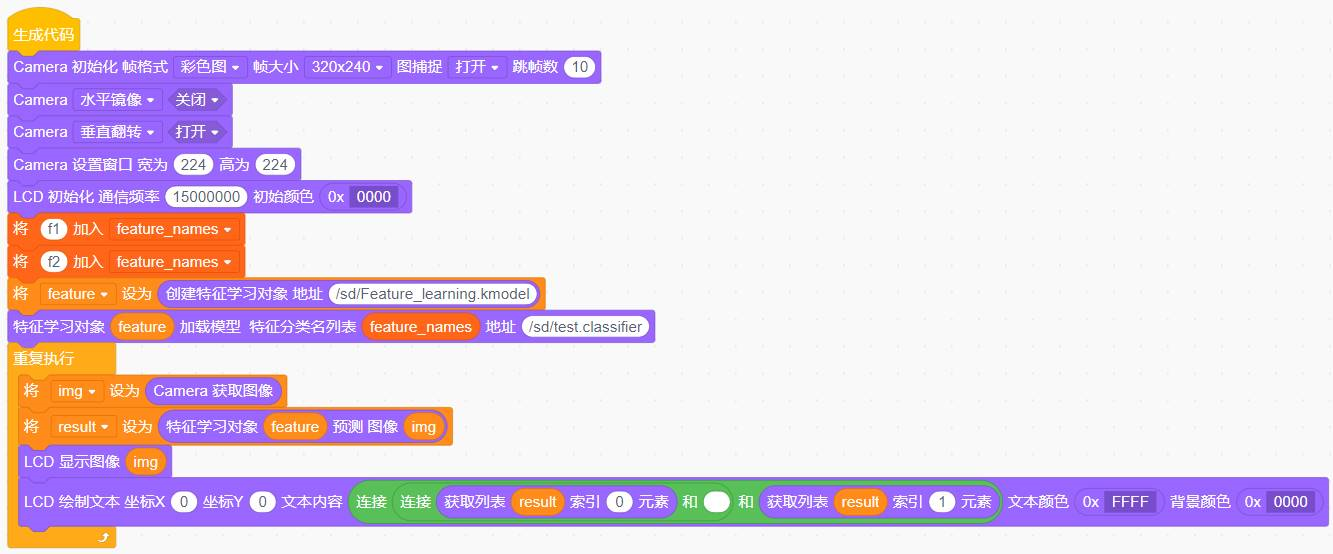 生成代码
Camera 初始化 帧格式 彩色图 帧大小 320x240 图捕捉 打开 跳帧数 10
Camera 水平镜像 关闭
Camera 垂直翻转 打开
Camera 设置窗口 宽为 224 高为 224
LCD 初始化 通信频率 15000000 初始颜色 0x 0000
将 f1 加入 feature_names
将 f2 加入 feature_names
将 feature 设为 创建特征学习对象 地址 /sd/Feature_learning.kmodel
特征学习对象 feature 加载模型 特征分类名列表 feature_names 地址 /sd/test.classifier
重复执行
将 img 设为 Camera 获取图像
将 result 设为 特征学习对象 feature 预测 图像 img
LCD 显示图像 img
LCD 绘制文本 坐标X 0 坐标Y 0 文本内容 连接 连接 获取列表 result 索引 0 元素 和 和 获取列表 result 索引 1 元素 文本颜色 0x FFFF 背景颜色 0x 0000